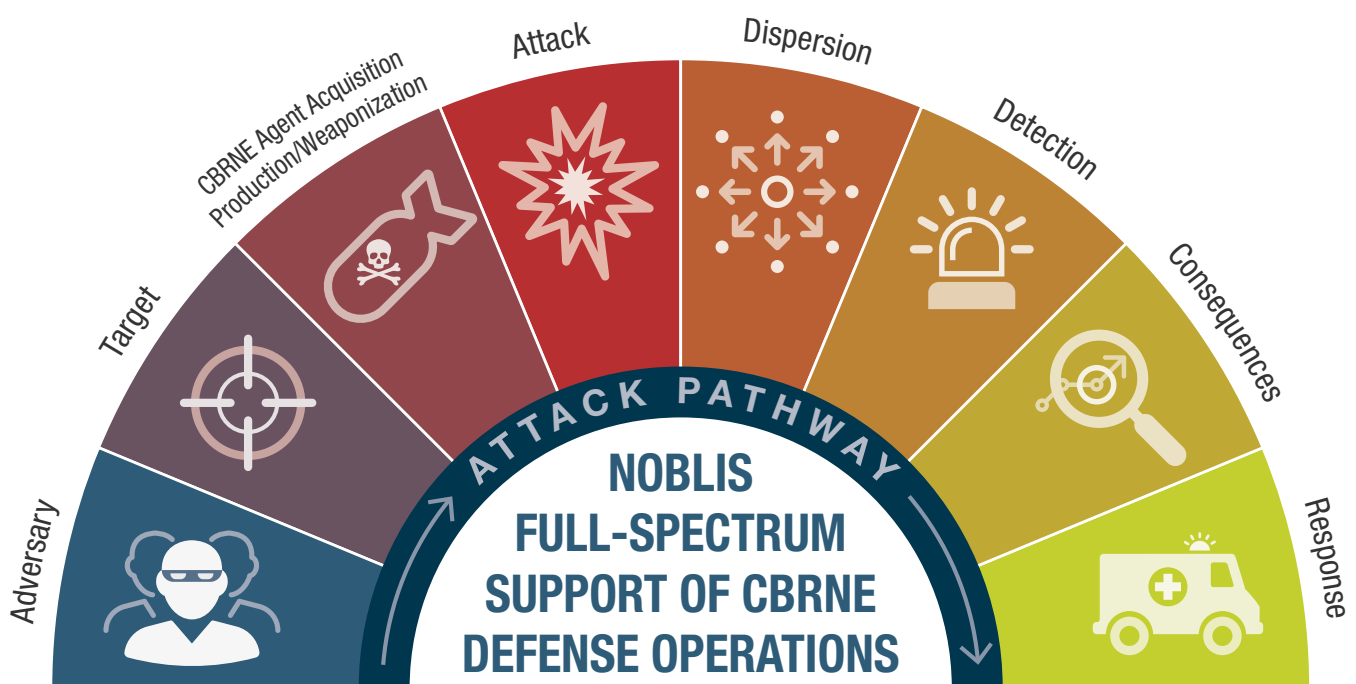 Adversary
Target
CBRNE Agent Acquisition
Production/Weaponization
Attack
Dispersion
Detection
Consequences
Response
ATTACK PATHWAY
NOBLIS
FULL-SPECTRUM
SUPPORT OF CBRNE
DEFENSE OPERATIONS